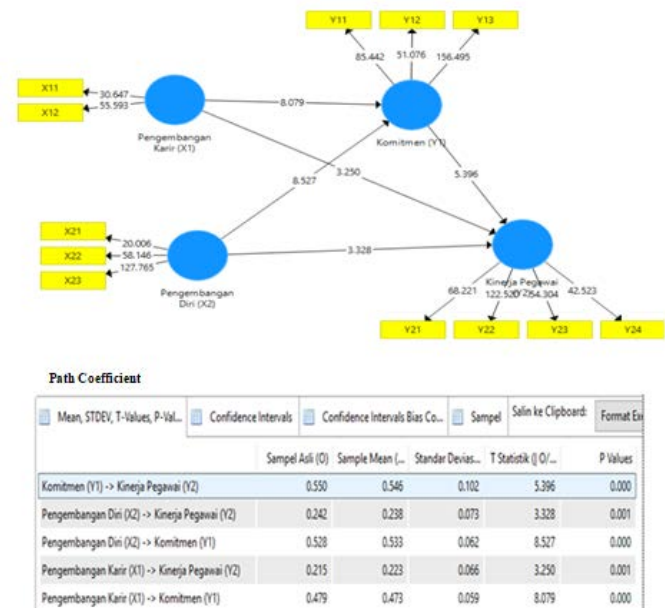 Y11 Y12 Y13
85.442 51.076 156.495
X11
30.647
X12
55.593
8.079
Pengembangan
Karir (X1)
Komitmen (Y1)
8.527 3.250 5.396
X21
20.006
X22
58.146
X23
127.765
3.328
Pengembangan
Diri (X2)
Kinerja Pegawai
68.221 122.520 54.304 42.523
Y21 Y22 Y23 Y24
Path Coefficient
Mean, STDEV, T-Values, P-Val... Confidence Intervals Confidence Intervals Bias Co... Sampel Salin ke Clipboard: Format
Sampel Asli (O) Sample Mean (... Standar Devias... T Statistik (| O/... P Values
Komitmen (Y1) -> Kinerja Pegawai (Y2) 0.550 0.546 0.102 5.396 0.000
Pengembangan Diri (X2) -> Kinerja Pegawai (Y2) 0.242 0.238 0.073 3.328 0.001
Pengembangan Diri (X2) -> Komitmen (Y1) 0.528 0.533 0.062 8.527 0.000
Pengembangan Karir (X1) -> Kinerja Pegawai (Y2) 0.215 0.223 0.066 3.250 0.001
Pengembangan Karir (X1) -> Komitmen (Y1) 0.479 0.473 0.059 8.079 0.000